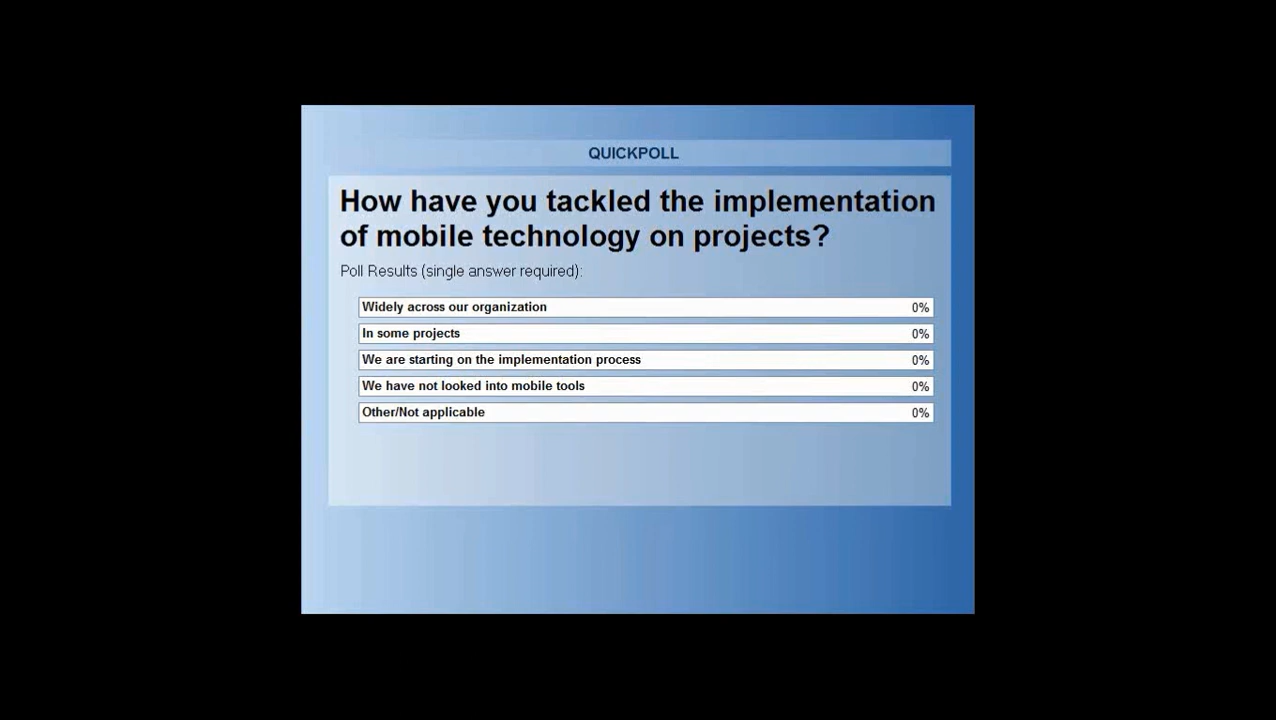 QUICKPOLL
How have you tackled the implementation
of mobile technology on projects?
Poll Results (single answer required):
Widely across our organization 0%
In some projects 0%
We are starting on the implementation process 0%
We have not looked into mobile tools 0%
Other/Not applicable 0%